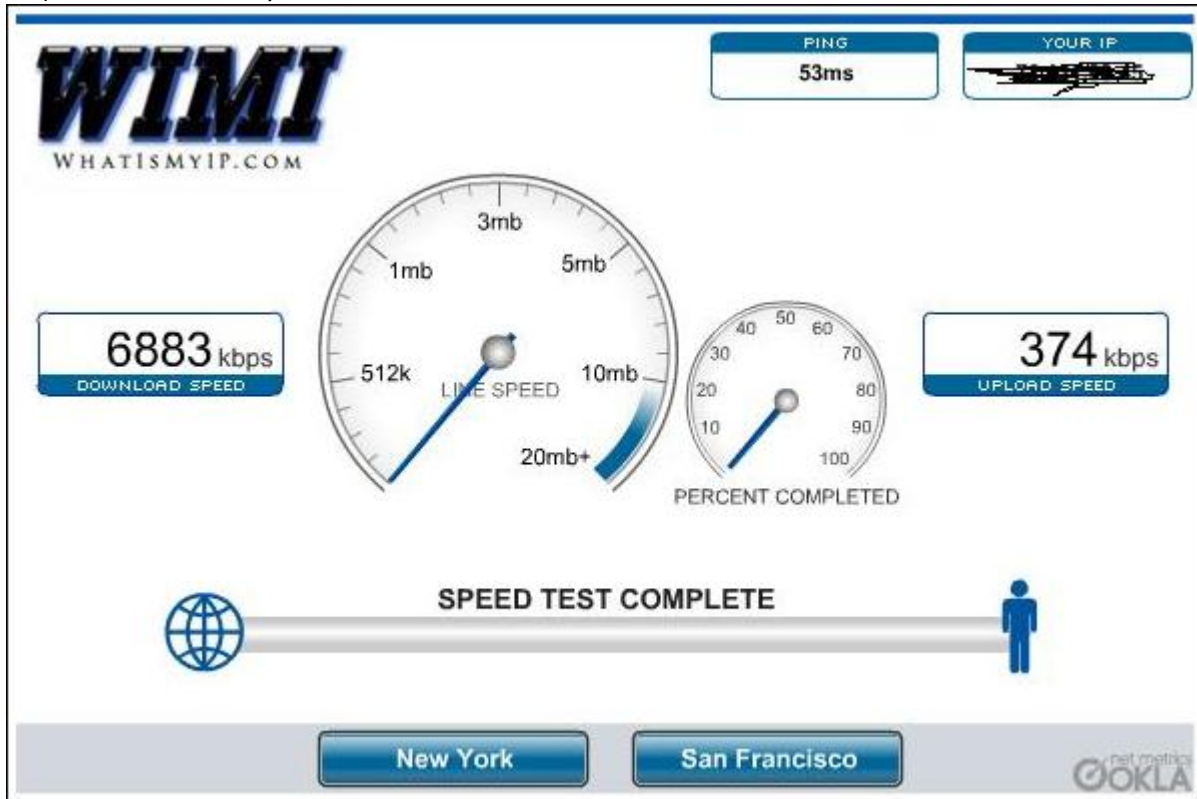 WIMI
WHATISMYIP.COM
PING
53ms
YOUR IP
3mb
1mb
5mb
512k
10mb
LINE SPEED
20mb+
6883 kbps
DOWNLOAD SPEED
50
40
60
30
70
20
80
10
90
100
PERCENT COMPLETED
374 kbps
UPLOAD SPEED
SPEED TEST COMPLETE
New York
San Francisco
net metrics
OOKLA